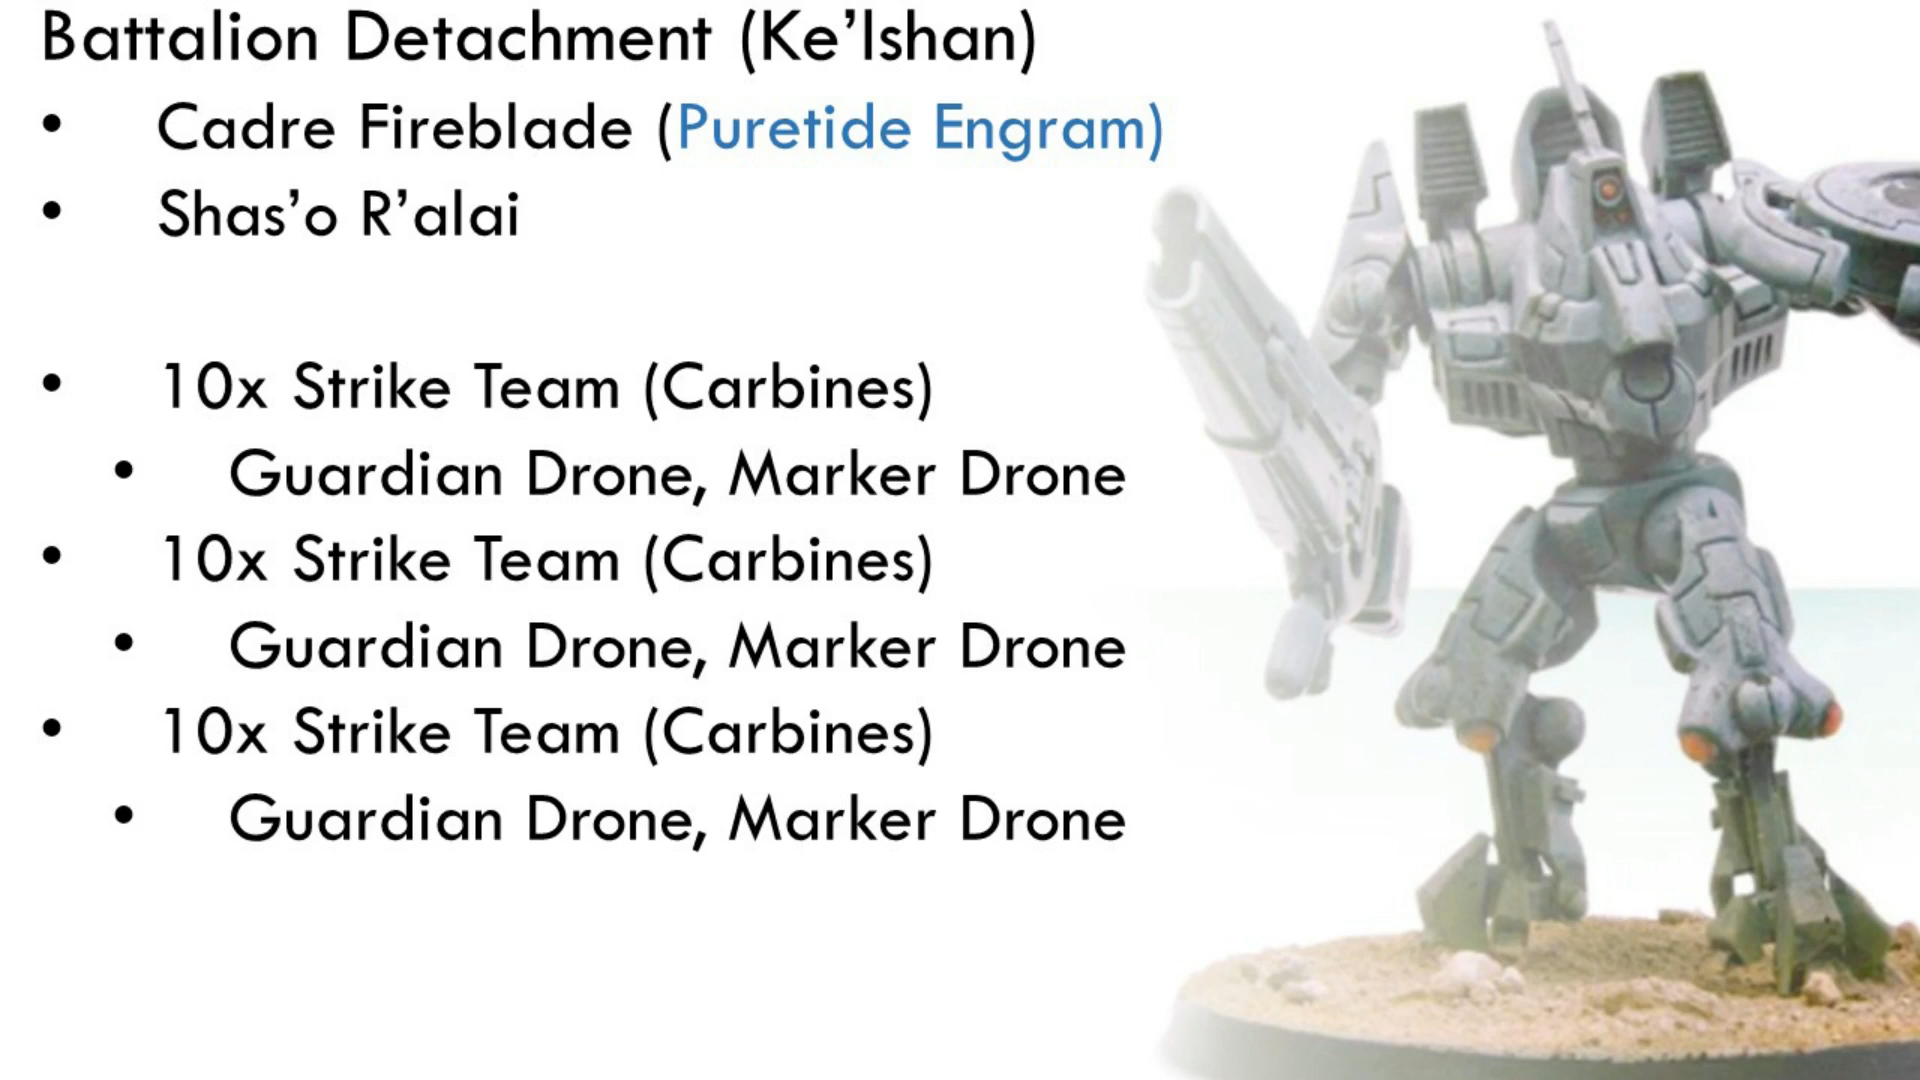 Battalion Detachment (Ke’lshan)
• Cadre Fireblade (Puretide Engram)
• Shas’o R’alai
• 10x Strike Team (Carbines)
• Guardian Drone, Marker Drone
• 10x Strike Team (Carbines)
• Guardian Drone, Marker Drone
• 10x Strike Team (Carbines)
• Guardian Drone, Marker Drone